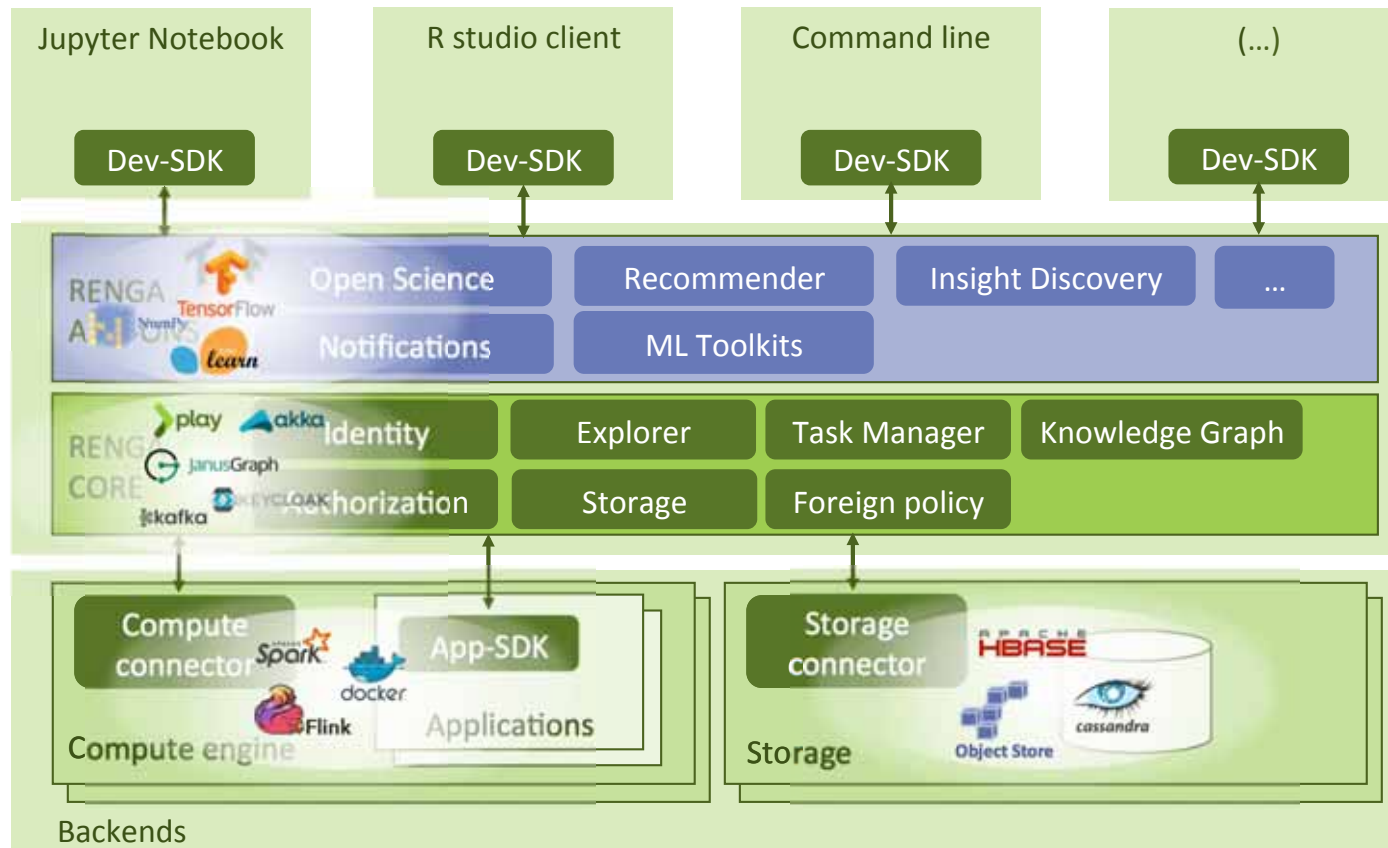 Jupyter Notebook
R studio client
Command line
(...)
Dev-SDK
Dev-SDK
Dev-SDK
Dev-SDK
RENGA
TensorFlow
learn
Open Science
Recommender
Insight Discovery
...
Notifications
ML Toolkits
RENGA
CORE
play
akka
JanusGraph
KEYCLOAK
kafka
Identity
Explorer
Task Manager
Knowledge Graph
Authorization
Storage
Foreign policy
Compute
connector
Spark
docker
Flink
App-SDK
Applications
Compute engine
Storage
connector
APACHE
HBASE
Object Store
cassandra
Storage
Backends